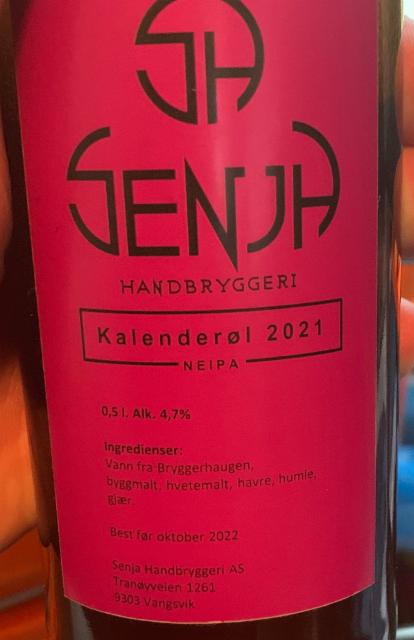 SH
SENJA
HANDBRYGGERI
Kalenderøl 2021
NEIPA
0,5 l. Alk. 4,7%
Ingredienser:
Vann fra Bryggerhaugen,
byggmalt, hvetemalt, havre, humle,
gjær.
Best før oktober 2022
Senja Handbryggeri AS
Tranøyveien 1261
9303 Vangsvik